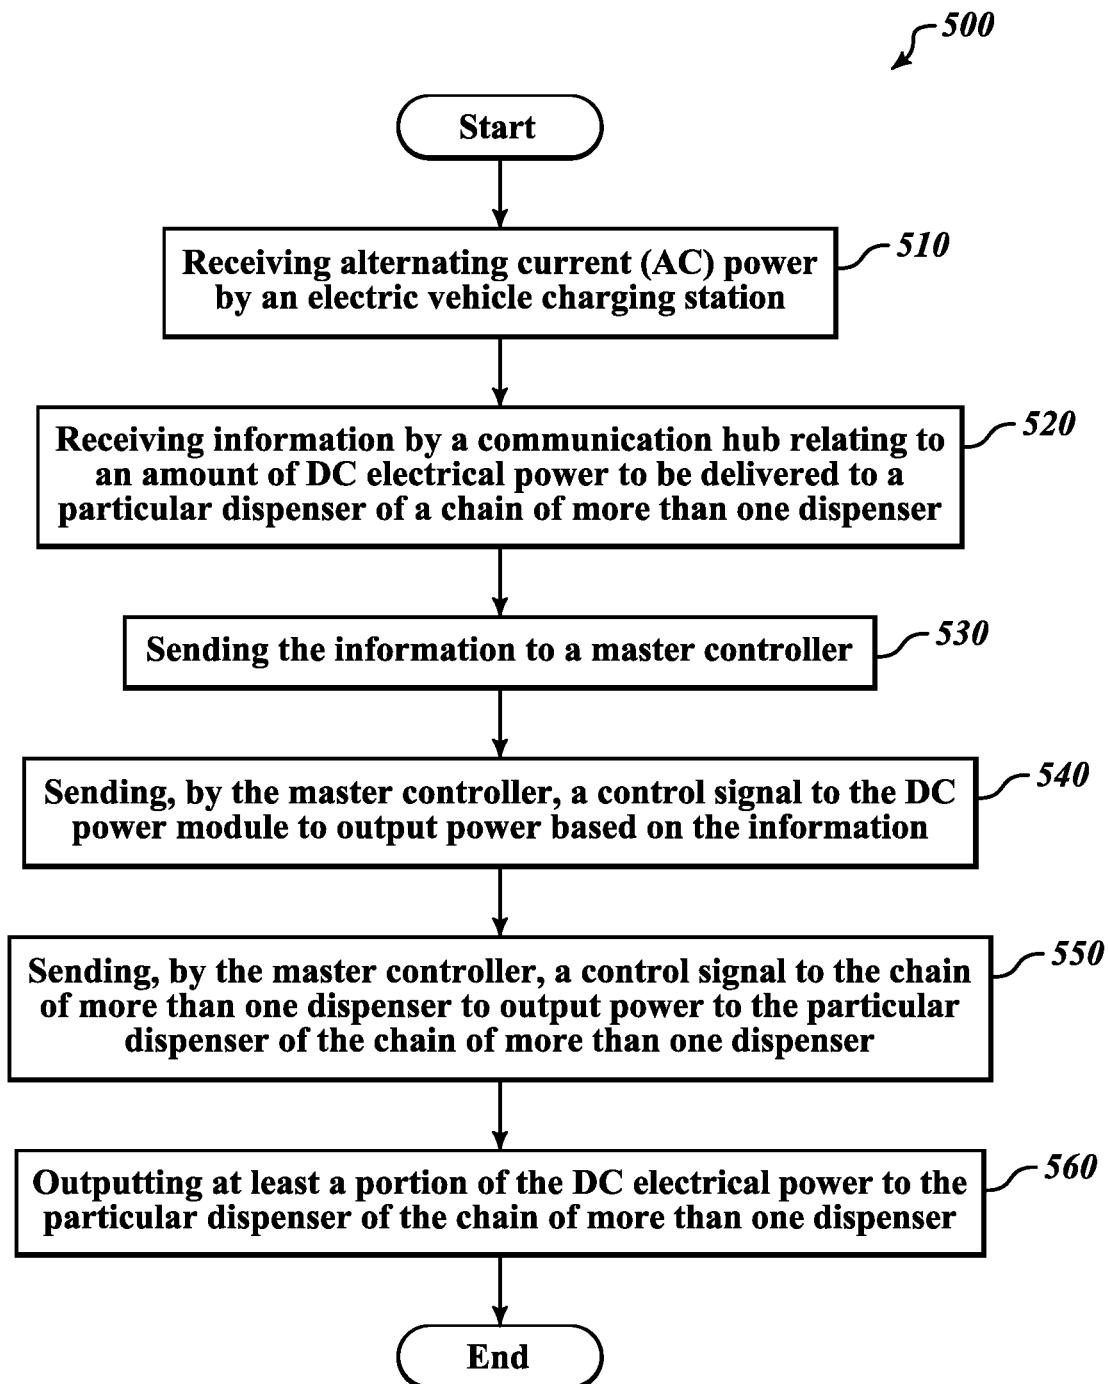 500
Start
Receiving alternating current (AC) power
by an electric vehicle charging station
510
Receiving information by a communication hub relating to
an amount of DC electrical power to be delivered to a
particular dispenser of a chain of more than one dispenser
520
Sending the information to a master controller
530
Sending, by the master controller, a control signal to the DC
power module to output power based on the information
540
Sending, by the master controller, a control signal to the chain
of more than one dispenser to output power to the particular
dispenser of the chain of more than one dispenser
550
Outputting at least a portion of the DC electrical power to the
particular dispenser of the chain of more than one dispenser
560
End